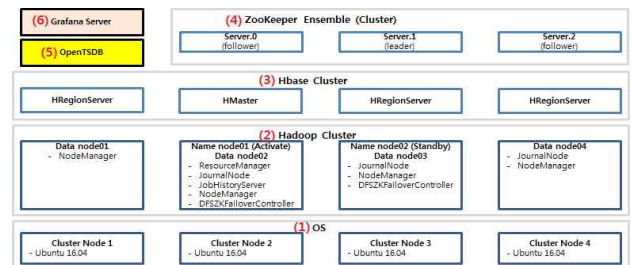 (6) Grafana Server
(5) OpenTSDB
(4) ZooKeeper Ensemble (Cluster)
Server.0
(follower)
Server.1
(leader)
Server.2
(follower)
(3) Hbase Cluster
HRegionServer
HMaster
HRegionServer
HRegionServer
(2) Hadoop Cluster
Data node01
- NodeManager
Name node01 (Activate)
Data node02
- ResourceManager
- JournalNode
- JobHistoryServer
- NodeManager
- DFSZKFailoverController
Name node02 (Standby)
Data node03
- JournalNode
- NodeManager
- DFSZKFailoverController
Data node04
- JournalNode
- NodeManager
(1) OS
Cluster Node 1
- Ubuntu 16.04
Cluster Node 2
- Ubuntu 16.04
Cluster Node 3
- Ubuntu 16.04
Cluster Node 4
- Ubuntu 16.04